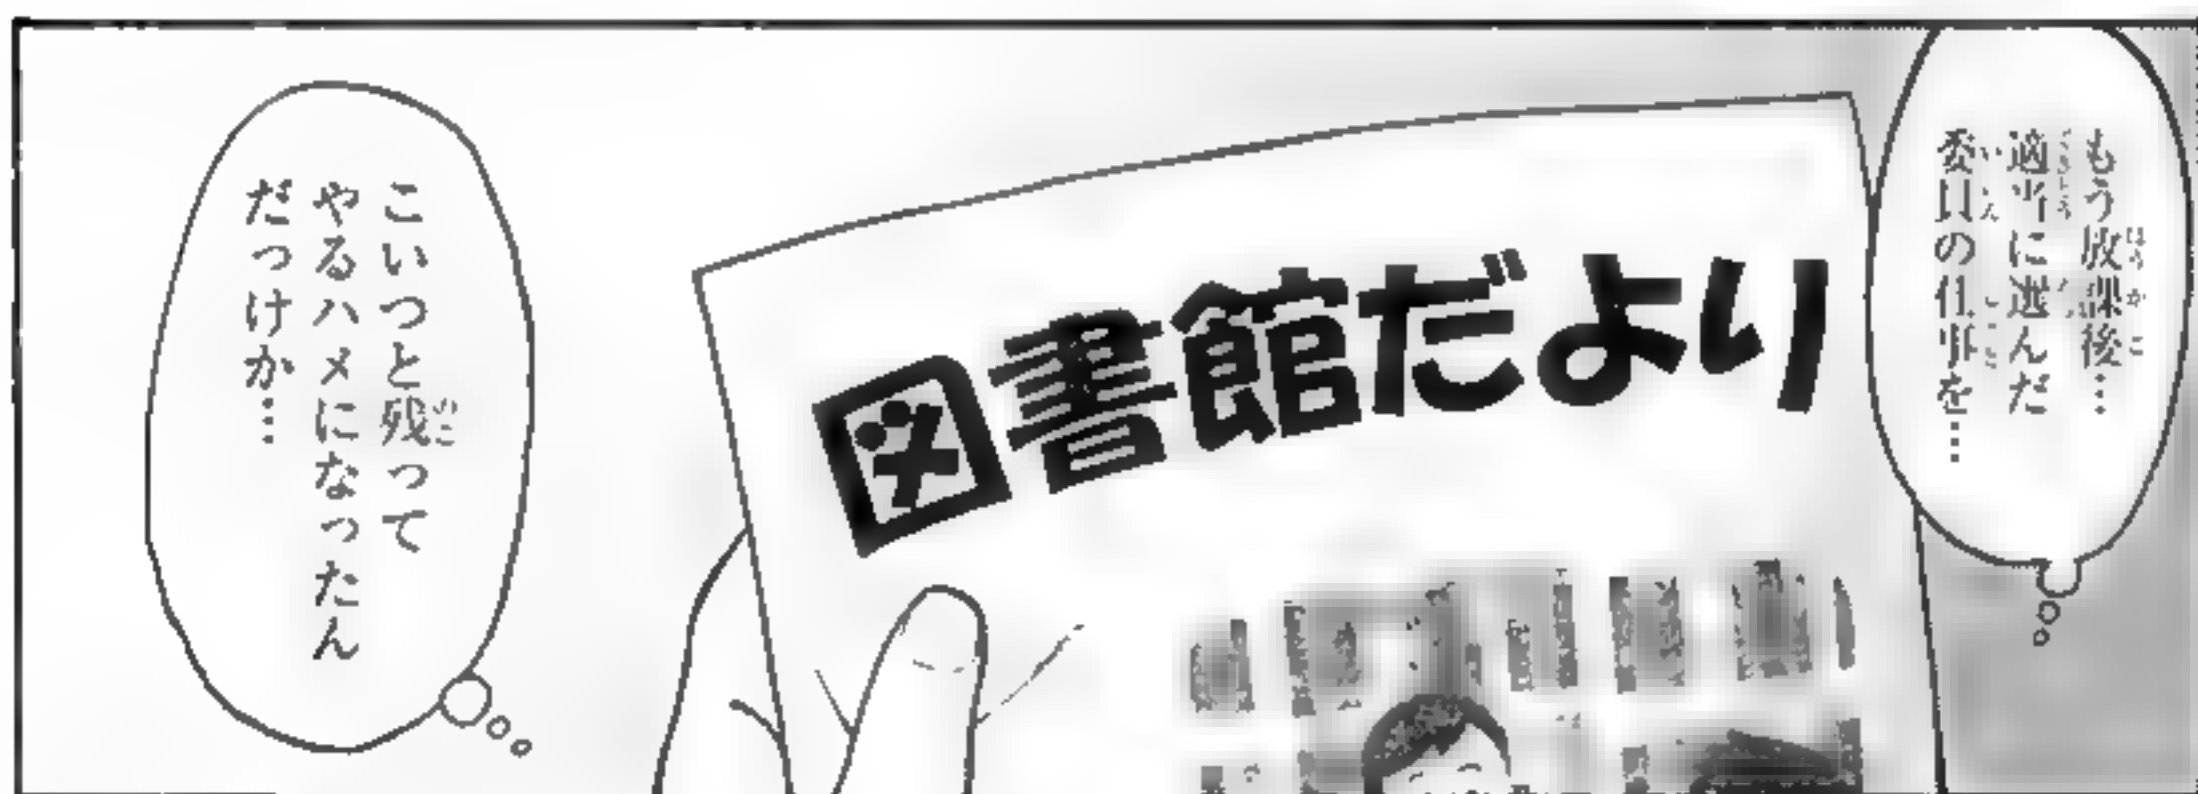 もう放課後…
適当に選んだ
委員の仕事を…
図書館だより
こいつと残って
やるハメになったん
だっけか…